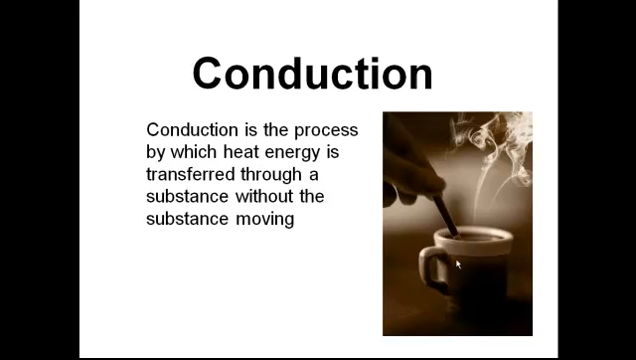 Conduction
Conduction is the process
by which heat energy is
transferred through a
substance without the
substance moving